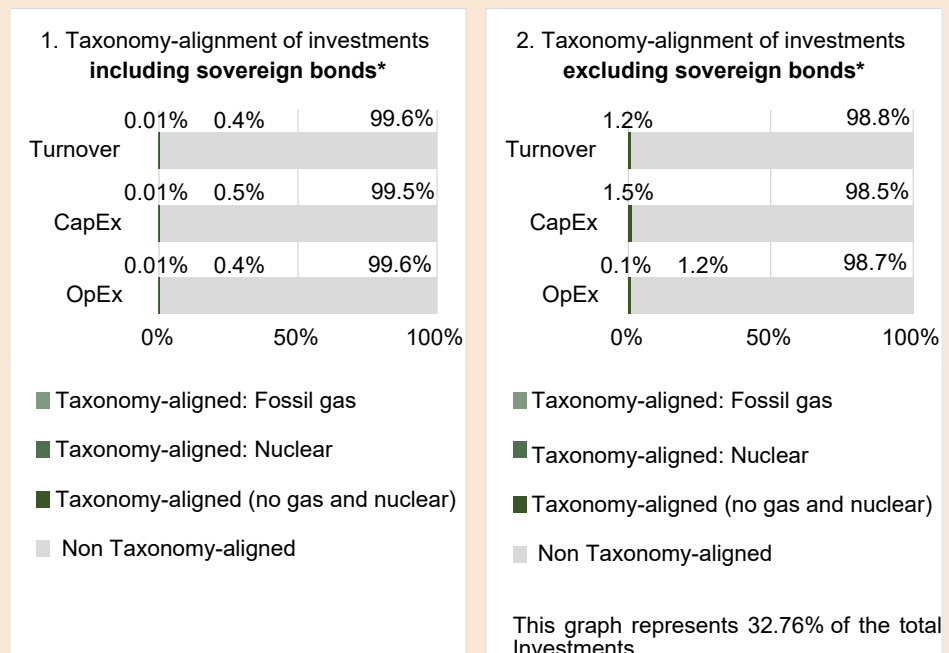 1. Taxonomy-alignment of investments
including sovereign bonds*
0.01% 0.4% 99.6%
Turnover
0.01% 0.5% 99.5%
CapEx
0.01% 0.4% 99.6%
OpEx
0% 50% 100%
Taxonomy-aligned: Fossil gas
Taxonomy-aligned: Nuclear
Taxonomy-aligned (no gas and nuclear)
Non Taxonomy-aligned
2. Taxonomy-alignment of investments
excluding sovereign bonds*
1.2% 98.8%
Turnover
1.5% 98.5%
CapEx
0.1% 1.2% 98.7%
OpEx
0% 50% 100%
Taxonomy-aligned: Fossil gas
Taxonomy-aligned: Nuclear
Taxonomy-aligned (no gas and nuclear)
Non Taxonomy-aligned
This graph represents 32.76% of the total
Investments.